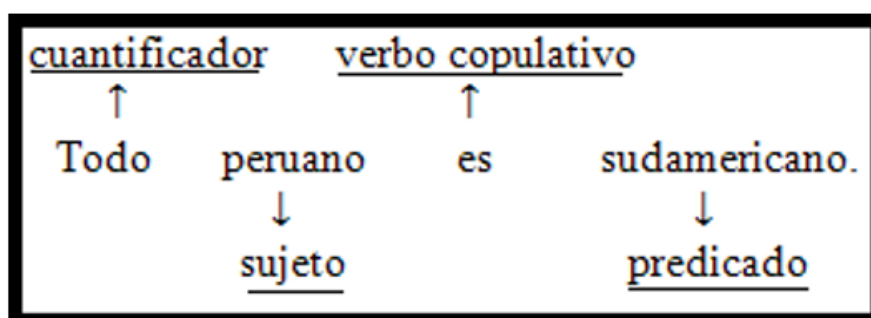 cuantificador verbo copulativo
↑ ↑
Todo peruano es sudamericano.
↓ ↓
sujeto predicado